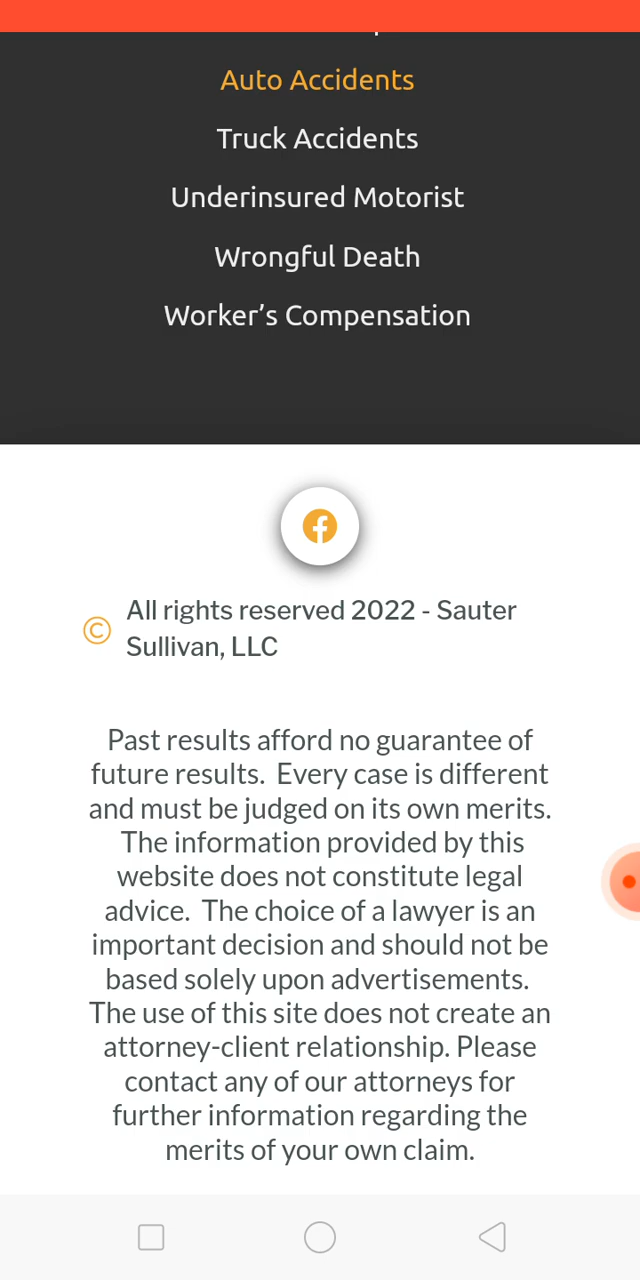 Auto Accidents
Truck Accidents
Underinsured Motorist
Wrongful Death
Worker’s Compensation
© All rights reserved 2022 - Sauter
Sullivan, LLC
Past results afford no guarantee of
future results.  Every case is different
and must be judged on its own merits.
The information provided by this
website does not constitute legal
advice.  The choice of a lawyer is an
important decision and should not be
based solely upon advertisements.
The use of this site does not create an
attorney-client relationship. Please
contact any of our attorneys for
further information regarding the
merits of your own claim.